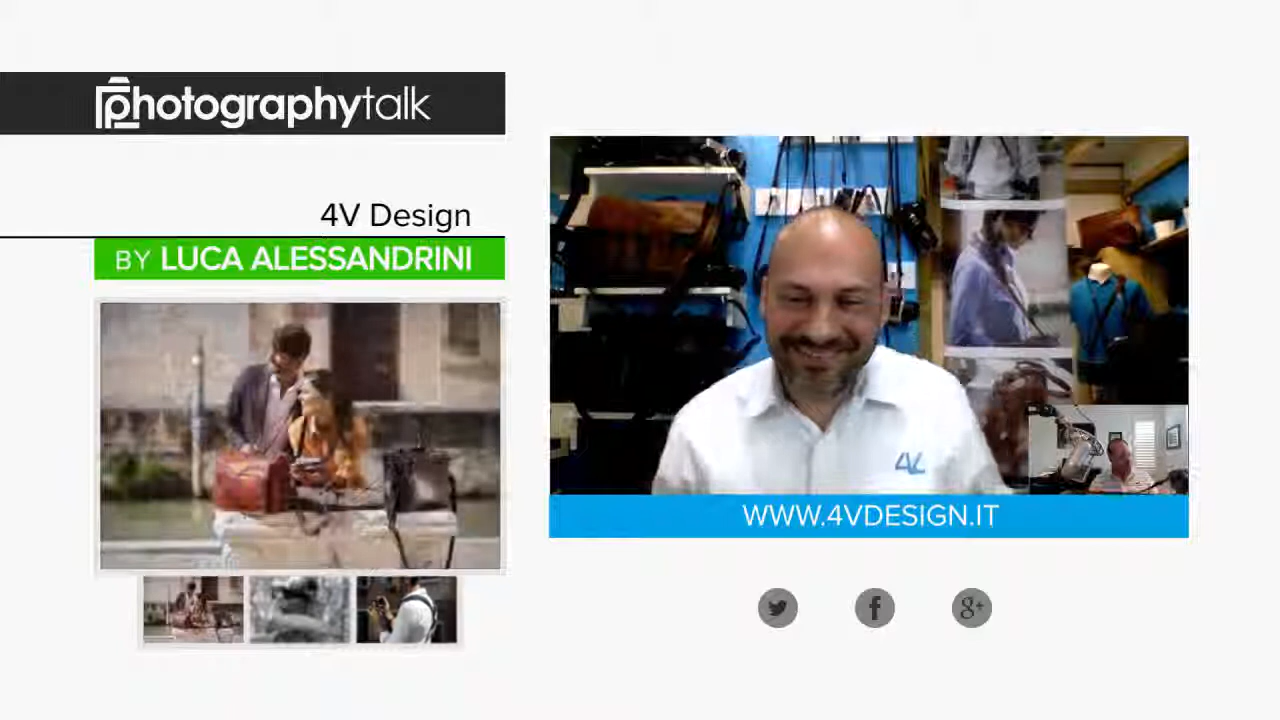 photographytalk
4V Design
BY LUCA ALESSANDRINI
4V
WWW.4VDESIGN.IT